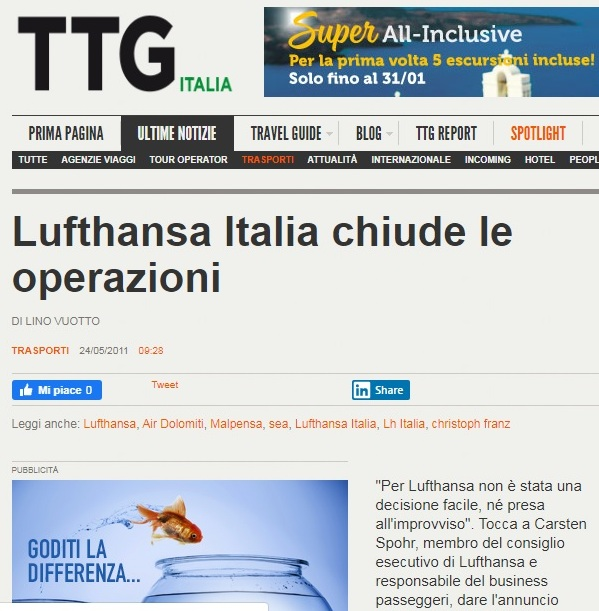 TTG ITALIA
Super All-Inclusive
Per la prima volta 5 escursioni incluse!
Solo fino al 31/01
PRIMA PAGINA ULTIME NOTIZIE TRAVEL GUIDE BLOG TTG REPORT SPOTLIGHT
TUTTE AGENZIE VIAGGI TOUR OPERATOR TRASPORTI ATTUALITÀ INTERNAZIONALE INCOMING HOTEL PEOPL
Lufthansa Italia chiude le
operazioni
DI LINO VUOTTO
TRASPORTI 24/05/2011 09:28
Mi piace 0 Tweet in Share
Leggi anche: Lufthansa, Air Dolomiti, Malpensa, sea, Lufthansa Italia, Lh Italia, christoph franz
PUBBLICITÀ
GODITI LA
DIFFERENZA...
"Per Lufthansa non è stata una
decisione facile, né presa
all'improvviso". Tocca a Carsten
Spohr, membro del consiglio
esecutivo di Lufthansa e
responsabile del business
passeggeri, dare l'annuncio